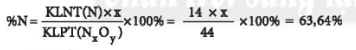 %N = KLNT(N)×x / KLPT(NxOy) ×100% = 14 × x / 44 ×100% = 63,64%